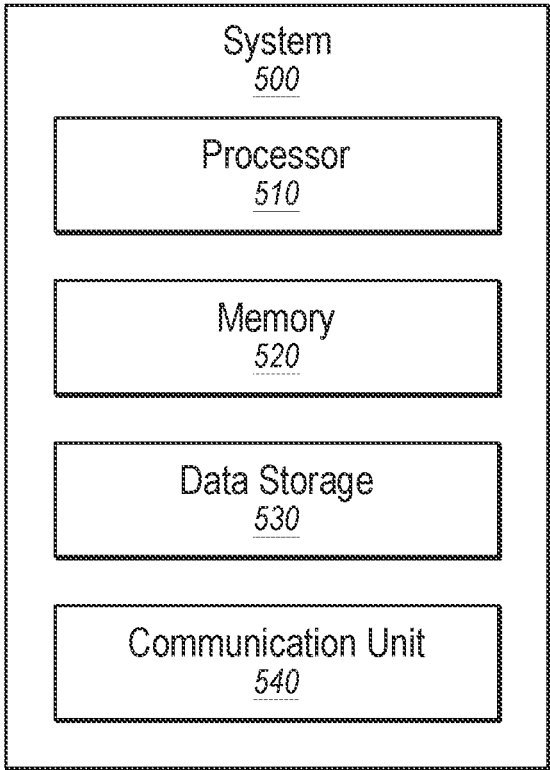 System
500
Processor
510
Memory
520
Data Storage
530
Communication Unit
540